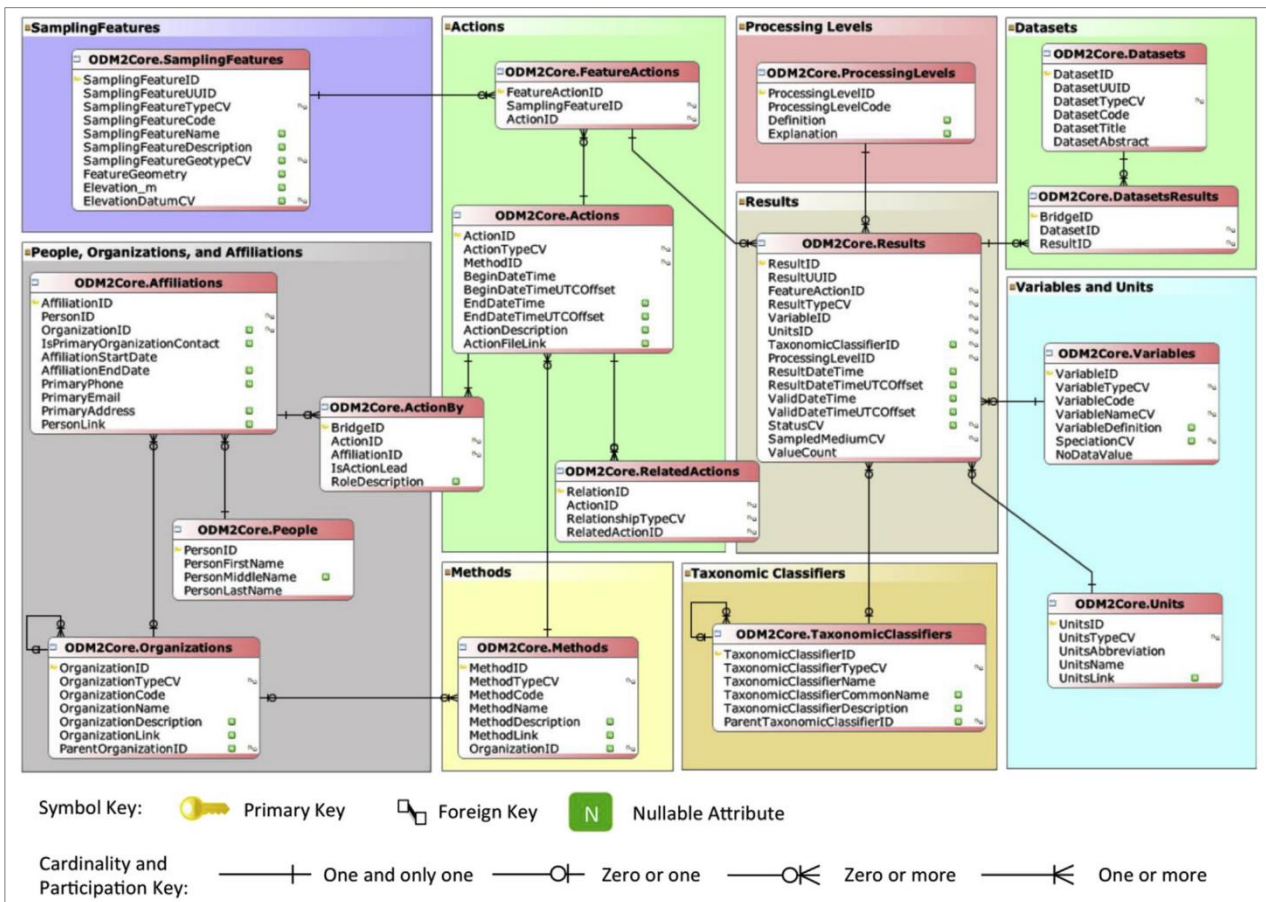 SamplingFeatures
ODM2Core.SamplingFeatures
SamplingFeatureID
SamplingFeatureUUID
SamplingFeatureTypeCV
SamplingFeatureCode
SamplingFeatureName
SamplingFeatureDescription
SamplingFeatureGeotypeCV
FeatureGeometry
Elevation_m
ElevationDatumCV
Actions
ODM2Core.FeatureActions
FeatureActionID
SamplingFeatureID
ActionID
ODM2Core.Actions
ActionID
ActionTypeCV
MethodID
BeginDateTime
BeginDateTimeUTCOffset
EndDateTime
EndDateTimeUTCOffset
ActionDescription
ActionFileLink
ODM2Core.RelatedActions
RelationID
ActionID
RelationshipTypeCV
RelatedActionID
Processing Levels
ODM2Core.ProcessingLevels
ProcessingLevelID
ProcessingLevelCode
Definition
Explanation
Datasets
ODM2Core.Datasets
DatasetID
DatasetUUID
DatasetTypeCV
DatasetCode
DatasetTitle
DatasetAbstract
ODM2Core.DatasetsResults
BridgeID
DatasetID
ResultID
People, Organizations, and Affiliations
ODM2Core.Affiliations
AffiliationID
PersonID
OrganizationID
IsPrimaryOrganizationContact
AffiliationStartDate
AffiliationEndDate
PrimaryPhone
PrimaryEmail
PrimaryAddress
PersonLink
ODM2Core.ActionBy
BridgeID
ActionID
AffiliationID
IsActionLead
RoleDescription
ODM2Core.People
PersonID
PersonFirstName
PersonMiddleName
PersonLastName
ODM2Core.Organizations
OrganizationID
OrganizationTypeCV
OrganizationCode
OrganizationName
OrganizationDescription
OrganizationLink
ParentOrganizationID
Results
ODM2Core.Results
ResultID
ResultUUID
FeatureActionID
ResultTypeCV
VariableID
UnitsID
TaxonomicClassifierID
ProcessingLevelID
ResultDateTime
ResultDateTimeUTCOffset
ValidDateTime
ValidDateTimeUTCOffset
StatusCV
SampledMediumCV
ValueCount
Variables and Units
ODM2Core.Variables
VariableID
VariableTypeCV
VariableCode
VariableNameCV
VariableDefinition
SpeciationCV
NoDataValue
ODM2Core.Units
UnitsID
UnitsTypeCV
UnitsAbbreviation
UnitsName
UnitsLink
Methods
ODM2Core.Methods
MethodID
MethodTypeCV
MethodCode
MethodName
MethodDescription
MethodLink
OrganizationID
Taxonomic Classifiers
ODM2Core.TaxonomicClassifiers
TaxonomicClassifierID
TaxonomicClassifierTypeCV
TaxonomicClassifierName
TaxonomicClassifierCommonName
TaxonomicClassifierDescription
ParentTaxonomicClassifierID
Symbol Key: Primary Key Foreign Key N Nullable Attribute
Cardinality and
Participation Key: One and only one Zero or one Zero or more One or more